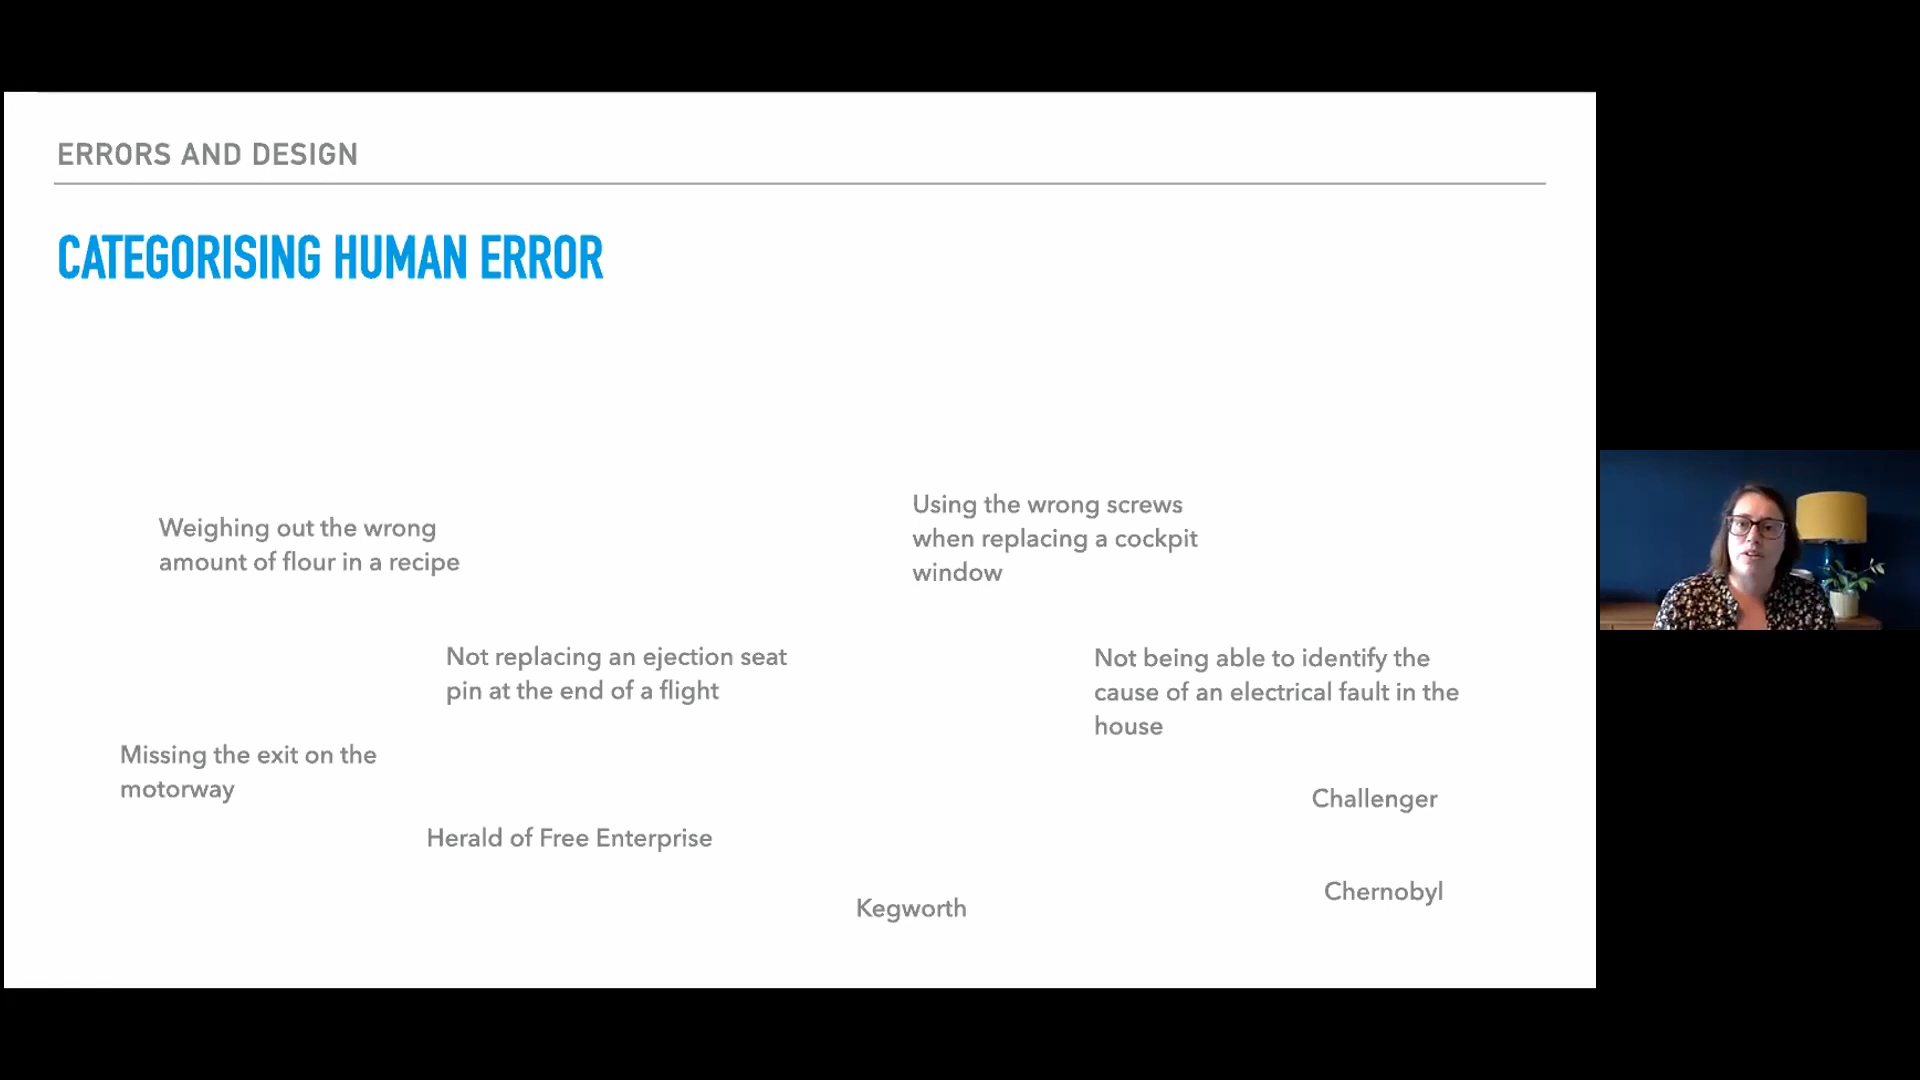 ERRORS AND DESIGN
CATEGORISING HUMAN ERROR
Weighing out the wrong
amount of flour in a recipe
Using the wrong screws
when replacing a cockpit
window
Not replacing an ejection seat
pin at the end of a flight
Not being able to identify the
cause of an electrical fault in the
house
Missing the exit on the
motorway
Challenger
Herald of Free Enterprise
Chernobyl
Kegworth